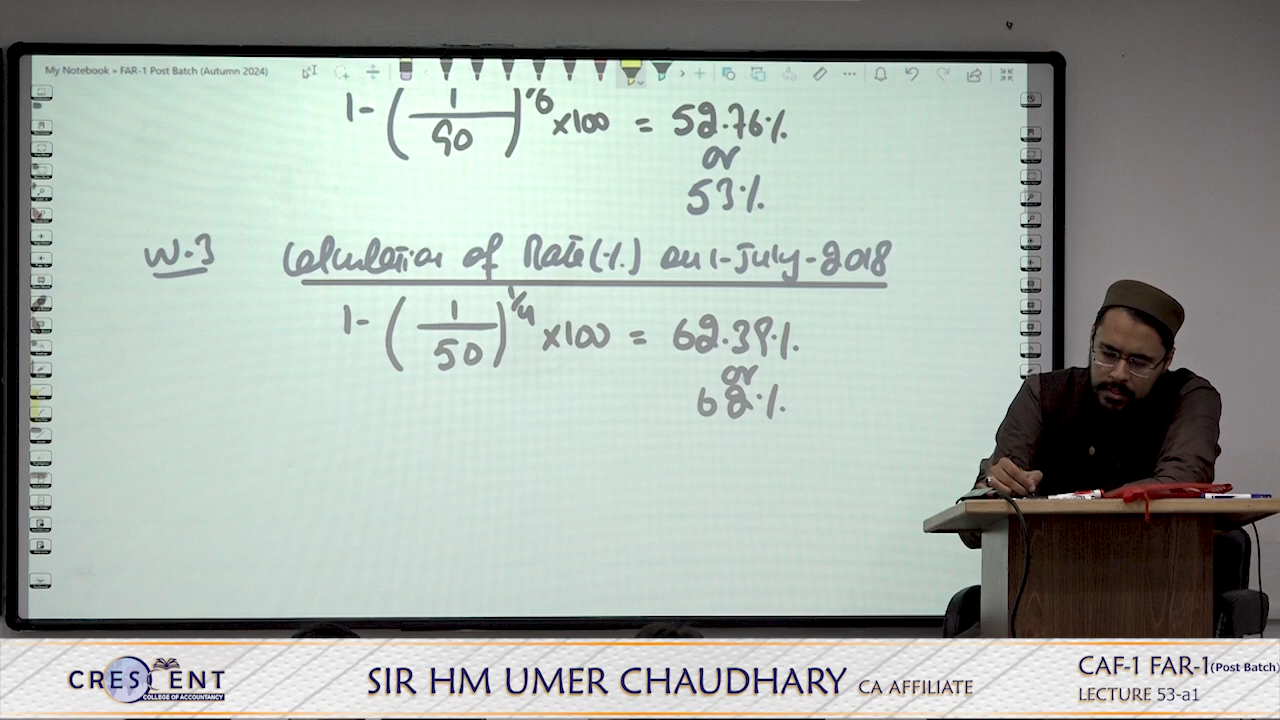 My Notebook » FAR-1 Post Batch (Autumn 2024)
1- (1/90)^1/6 ×100 = 52.76%
or
53%
W.3 Calculation of Rate(%) on 1-July-2018
1- (1/50)^1/4 ×100 = 62.39%
or
62%
CRESCENT
COLLEGE OF ACCOUNTANCY
SIR HM UMER CHAUDHARY CA AFFILIATE
CAF-1 FAR-1 (Post Batch)
LECTURE 53-a1